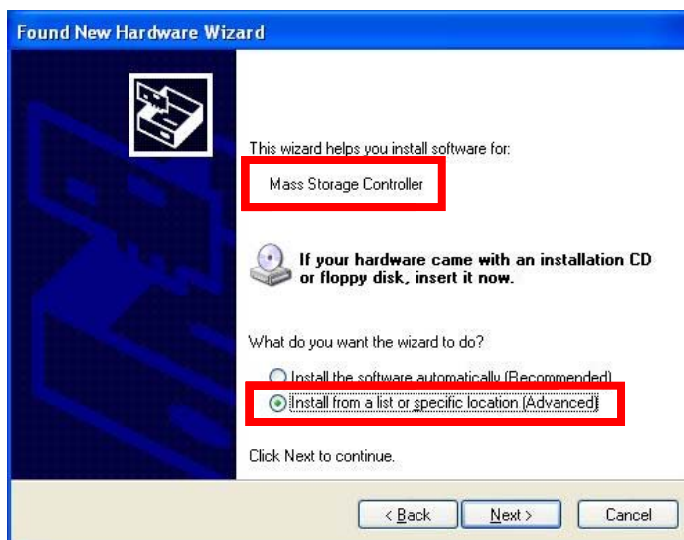 Found New Hardware Wizard
This wizard helps you install software for:
Mass Storage Controller
If your hardware came with an installation CD
or floppy disk, insert it now.
What do you want the wizard to do?
Install the software automatically (Recommended)
Install from a list or specific location (Advanced)
Click Next to continue.
< Back
Next >
Cancel